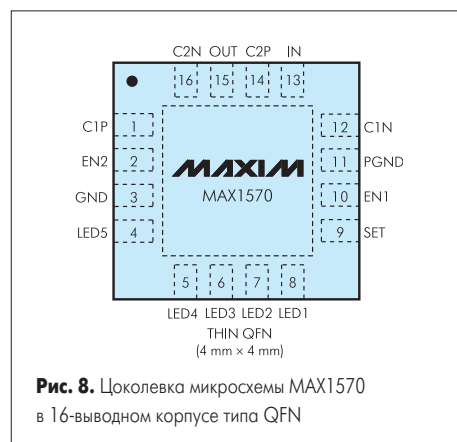 C2N OUT C2P IN
16 15 14 13
C1P 1 12 C1N
EN2 2 11 PGND
MAXIM
MAX1570
GND 3 10 EN1
LED5 4 9 SET
5 6 7 8
LED4 LED3 LED2 LED1
THIN QFN
(4 mm × 4 mm)
Рис. 8. Цоколевка микросхемы MAX1570
в 16-выводном корпусе типа QFN